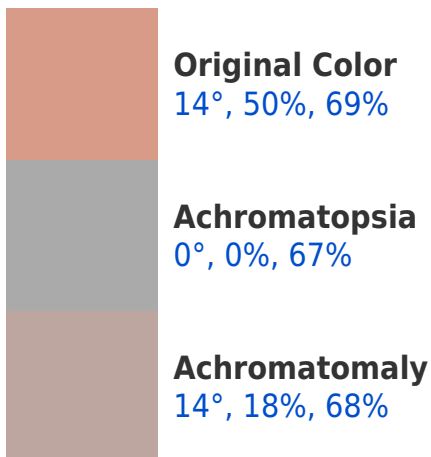 Original Color
14°, 50%, 69%
Achromatopsia
0°, 0%, 67%
Achromatomaly
14°, 18%, 68%